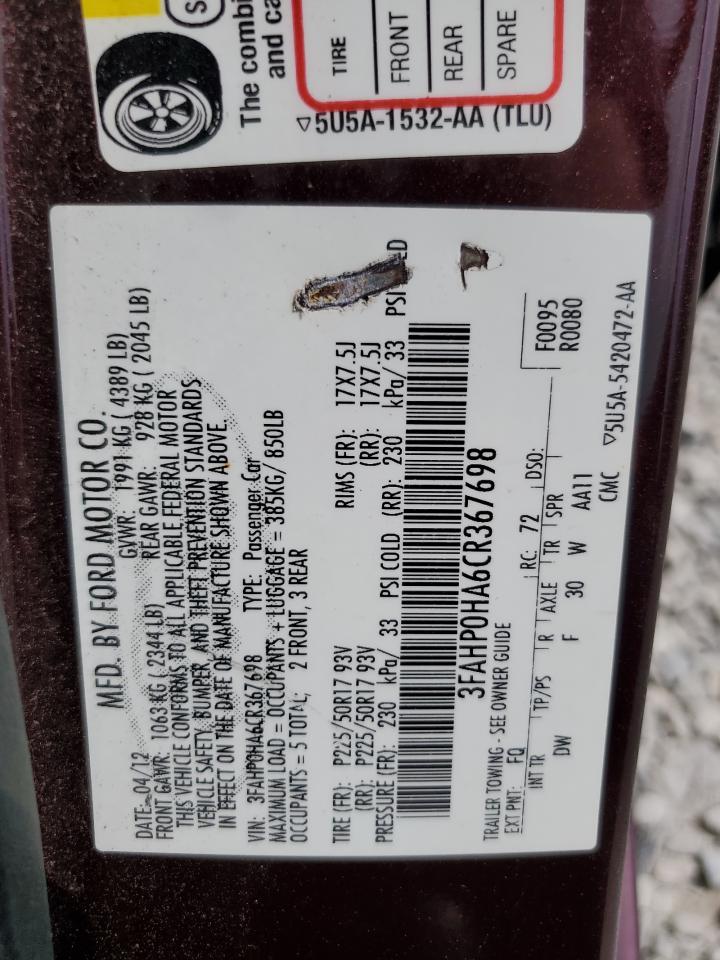 The combi
and ca
TIRE
FRONT
REAR
SPARE
▽5U5A-1532-AA (TLU)
MFD. BY FORD MOTOR CO.
DATE: 04/12 GVWR: 1991 KG ( 4389 LB)
FRONT GAWR: 1063 KG ( 2344 LB) REAR GAWR: 928 KG ( 2045 LB)
THIS VEHICLE CONFORMS TO ALL APPLICABLE FEDERAL MOTOR
VEHICLE SAFETY, BUMPER, AND THEFT PREVENTION STANDARDS
IN EFFECT ON THE DATE OF MANUFACTURE SHOWN ABOVE.
VIN: 3FAHP0HA6CR367698 TYPE: Passenger Car
MAXIMUM LOAD = OCCUPANTS + LUGGAGE = 385KG/ 850LB
OCCUPANTS = 5 TOTAL; 2 FRONT, 3 REAR
TIRE (FR): P225/50R17 93V RIMS (FR): 17X7.5J
(RR): P225/50R17 93V (RR): 17X7.5J
PRESSURE (FR): 230 kPa/ 33 PSI COLD (RR): 230 kPa/ 33 PSI LD
3FAHP0HA6CR367698
TRAILER TOWING - SEE OWNER GUIDE
EXT PNT: FQ RC: 72 DSO:
F0095
R0080
INT TR TP/PS R AXLE TR SPR
DW F 30 W AA11
CMC ▽5U5A-5420472-AA